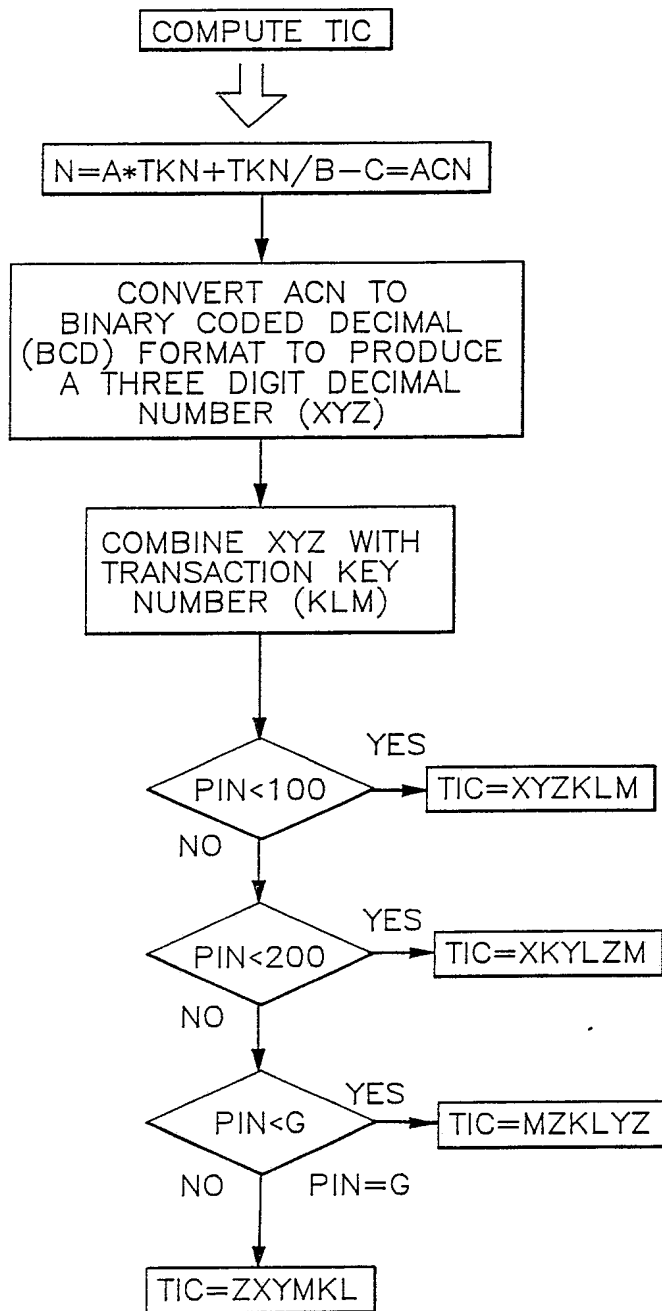 COMPUTE TIC
N=A*TKN+TKN/B-C=ACN
CONVERT ACN TO
BINARY CODED DECIMAL
(BCD) FORMAT TO PRODUCE
A THREE DIGIT DECIMAL
NUMBER (XYZ)
COMBINE XYZ WITH
TRANSACTION KEY
NUMBER (KLM)
YES
PIN<100
TIC=XYZKLM
NO
YES
PIN<200
TIC=XKYLZM
NO
YES
PIN<G
TIC=MZKLYZ
NO
PIN=G
TIC=ZXYMKL